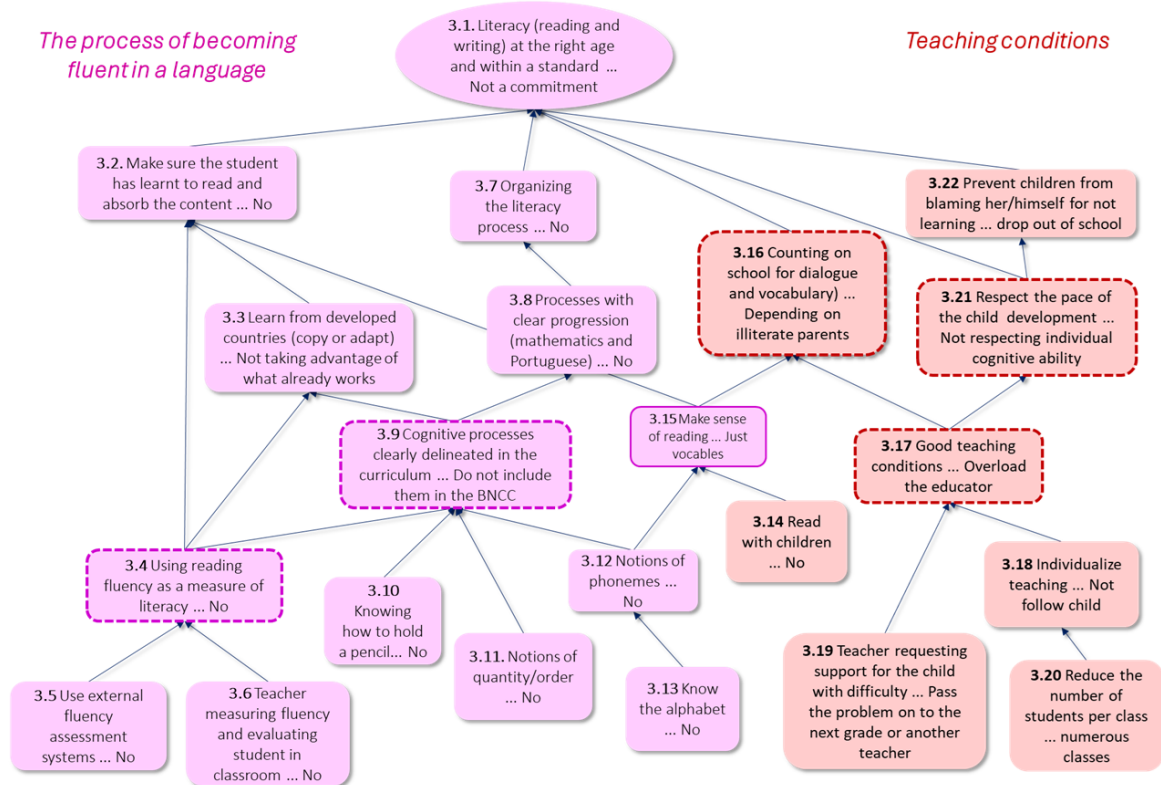 The process of becoming
fluent in a language
3.1. Literacy (reading and
writing) at the right age
and within a standard ...
Not a commitment
Teaching conditions
3.2. Make sure the student
has learnt to read and
absorb the content ... No
3.7 Organizing
the literacy
process ... No
3.22 Prevent children from
blaming her/himself for not
learning ... drop out of school
3.16 Counting on
school for dialogue
and vocabulary) ...
Depending on
illiterate parents
3.21 Respect the pace of
the child development ...
Not respecting individual
cognitive ability
3.3 Learn from developed
countries (copy or adapt)
... Not taking advantage of
what already works
3.8 Processes with
clear progression
(mathematics and
Portuguese) ... No
3.9 Cognitive processes
clearly delineated in the
curriculum ... Do not include
them in the BNCC
3.15 Make sense
of reading ... Just
vocables
3.17 Good teaching
conditions ... Overload
the educator
3.14 Read
with children
... No
3.4 Using reading
fluency as a measure of
literacy ... No
3.10
Knowing
how to hold
a pencil... No
3.12 Notions of
phonemes ...
No
3.18 Individualize
teaching ... Not
follow child
3.11. Notions of
quantity/order
... No
3.19 Teacher requesting
support for the child
with difficulty ... Pass
the problem on to the
next grade or another
teacher
3.5 Use external
fluency
assessment
systems ... No
3.6 Teacher
measuring fluency
and evaluating
student in
classroom ... No
3.13 Know
the alphabet
... No
3.20 Reduce the
number of
students per class
... numerous
classes